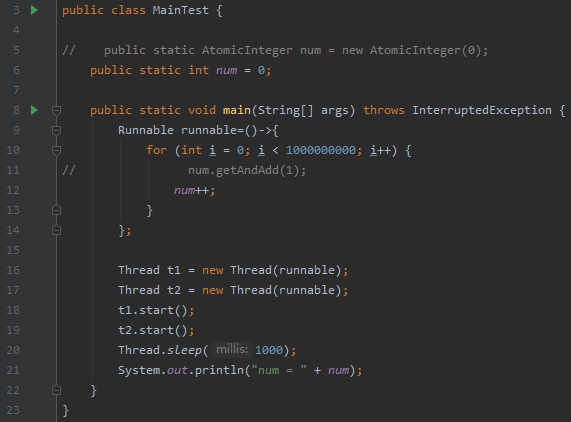 3 public class MainTest {
4
5 //    public static AtomicInteger num = new AtomicInteger(0);
6     public static int num = 0;
7
8     public static void main(String[] args) throws InterruptedException {
9         Runnable runnable=()->{
10             for (int i = 0; i < 1000000000; i++) {
11 //                num.getAndAdd(1);
12                 num++;
13             }
14         };
15
16         Thread t1 = new Thread(runnable);
17         Thread t2 = new Thread(runnable);
18         t1.start();
19         t2.start();
20         Thread.sleep( millis: 1000);
21         System.out.println("num = " + num);
22     }
23 }